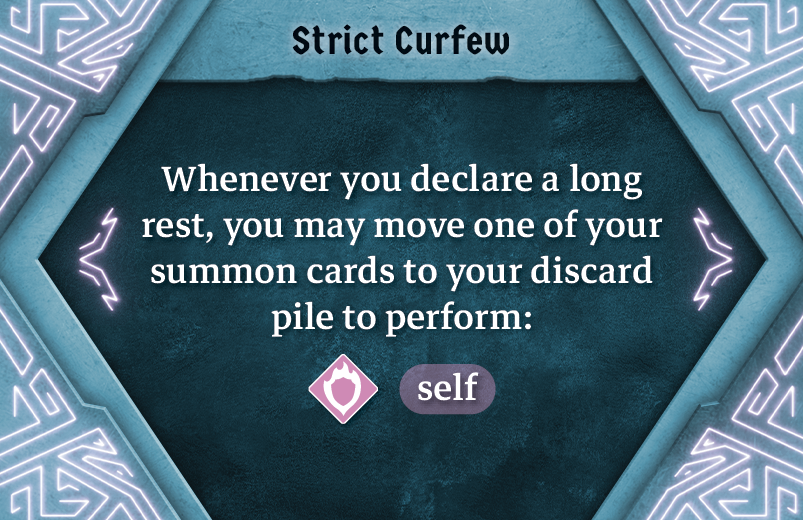 Strict Curfew
Whenever you declare a long
rest, you may move one of your
summon cards to your discard
pile to perform:
self